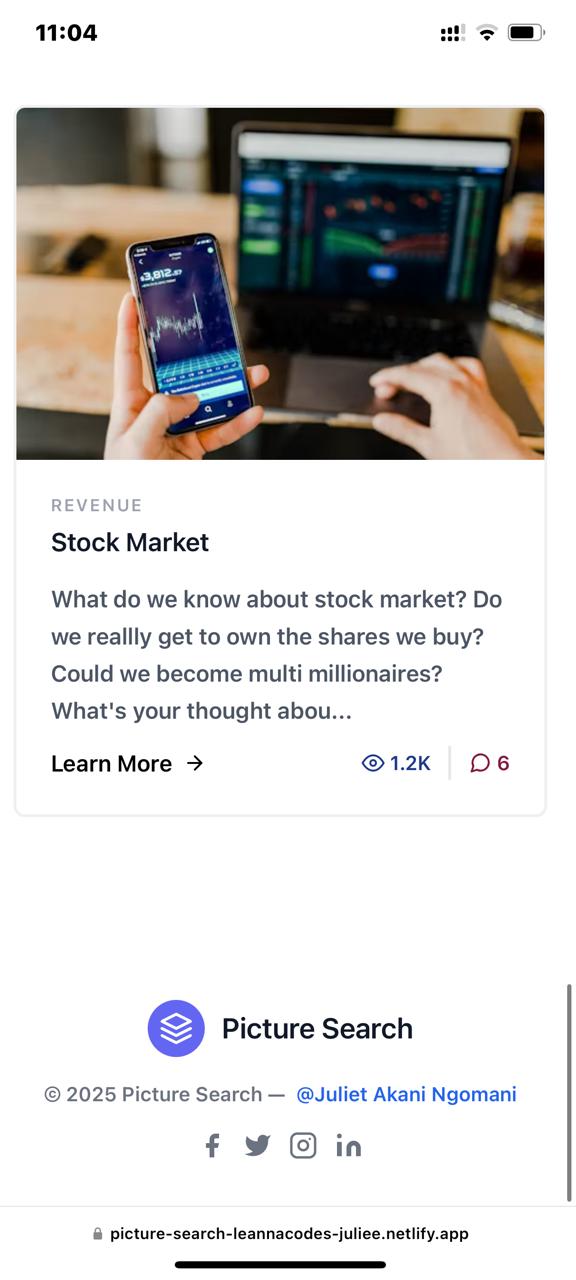 11:04
$3,812.57
REVENUE
Stock Market
What do we know about stock market? Do
we reallly get to own the shares we buy?
Could we become multi millionaires?
What's your thought abou...
Learn More →
1.2K
6
Picture Search
© 2025 Picture Search — @Juliet Akani Ngomani
picture-search-leannacodes-juliee.netlify.app